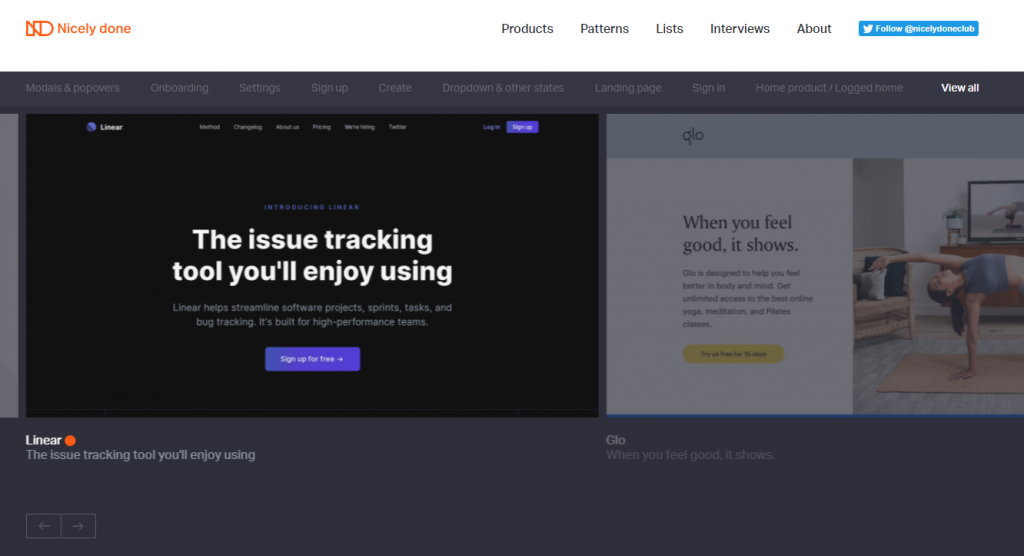 Nicely done
Products Patterns Lists Interviews About Follow @nicelydoneclub
Modals & popovers Onboarding Settings Sign up Create Dropdown & other states Landing page Sign in Home product / Logged home View all
Linear Method Changelog About us Pricing We're hiring Twitter Log in Sign up
INTRODUCING LINEAR
The issue tracking
tool you'll enjoy using
Linear helps streamline software projects, sprints, tasks, and
bug tracking. It's built for high-performance teams.
Sign up for free →
Linear
The issue tracking tool you'll enjoy using
glo
When you feel
good, it shows.
Glo is designed to help you feel
better in body and mind. Get
unlimited access to the best online
yoga, meditation, and Pilates
classes.
Try us free for 15 days
Glo
When you feel good, it shows.